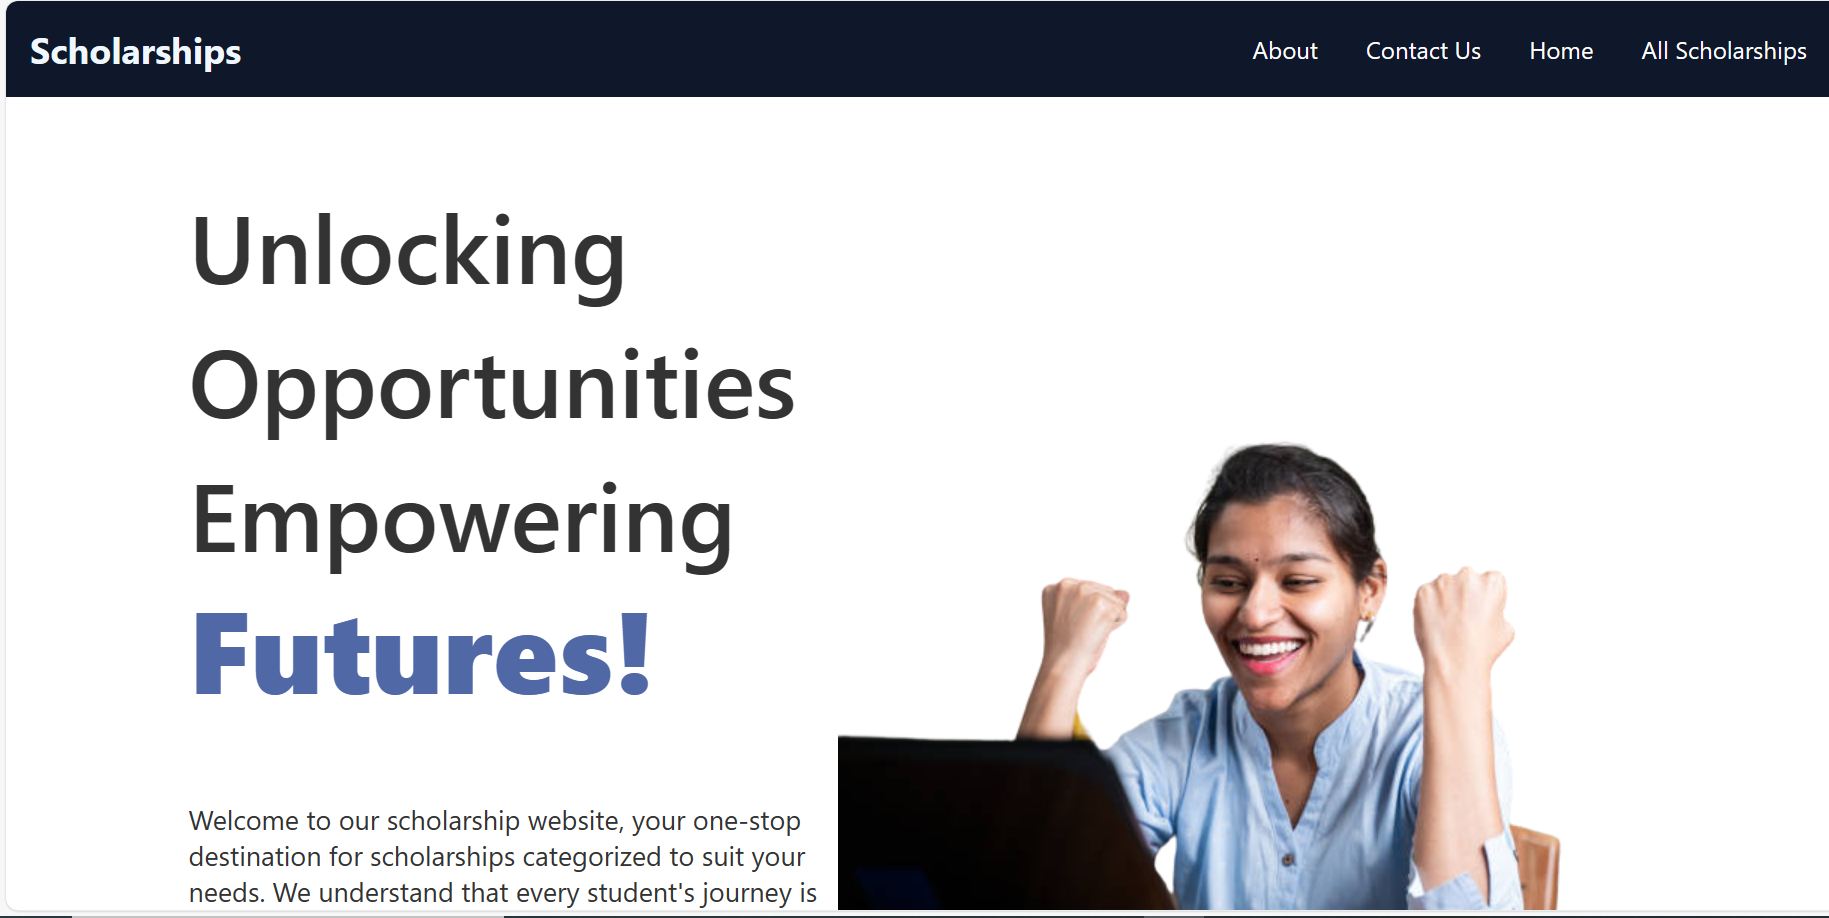 Scholarships
About Contact Us Home All Scholarships
Unlocking
Opportunities
Empowering
Futures!
Welcome to our scholarship website, your one-stop
destination for scholarships categorized to suit your
needs. We understand that every student's journey is